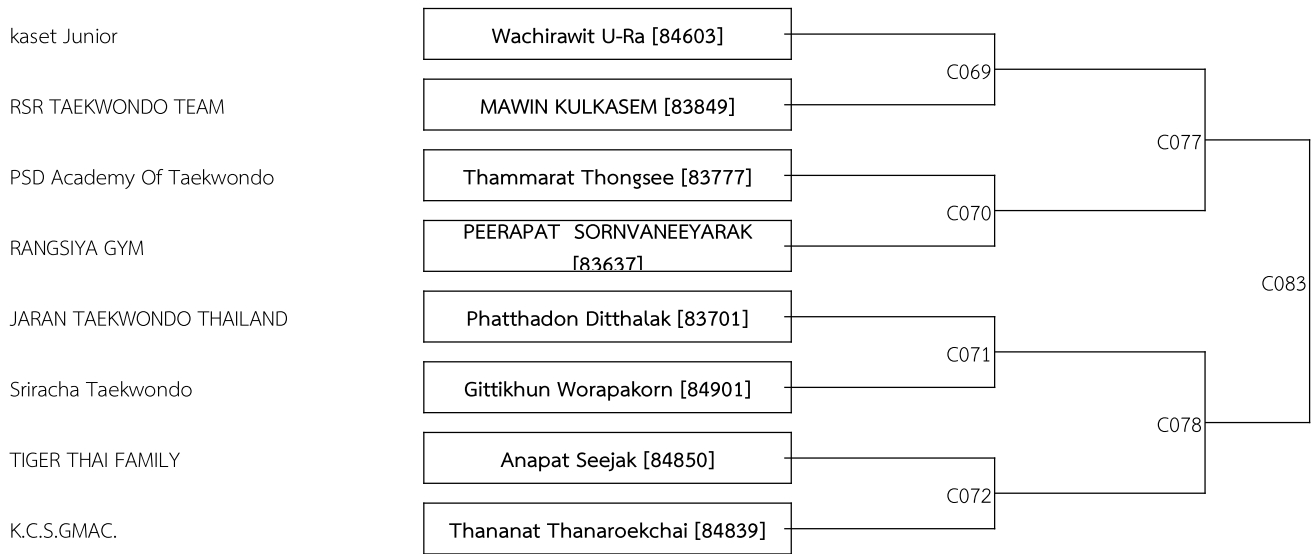 kaset Junior
Wachirawit U-Ra [84603]
C069
RSR TAEKWONDO TEAM
MAWIN KULKASEM [83849]
C077
PSD Academy Of Taekwondo
Thammarat Thongsee [83777]
C070
RANGSIYA GYM
PEERAPAT SORNVANEEYARAK
[83637]
C083
JARAN TAEKWONDO THAILAND
Phatthadon Ditthalak [83701]
C071
Sriracha Taekwondo
Gittikhun Worapakorn [84901]
C078
TIGER THAI FAMILY
Anapat Seejak [84850]
C072
K.C.S.GMAC.
Thananat Thanaroekchai [84839]